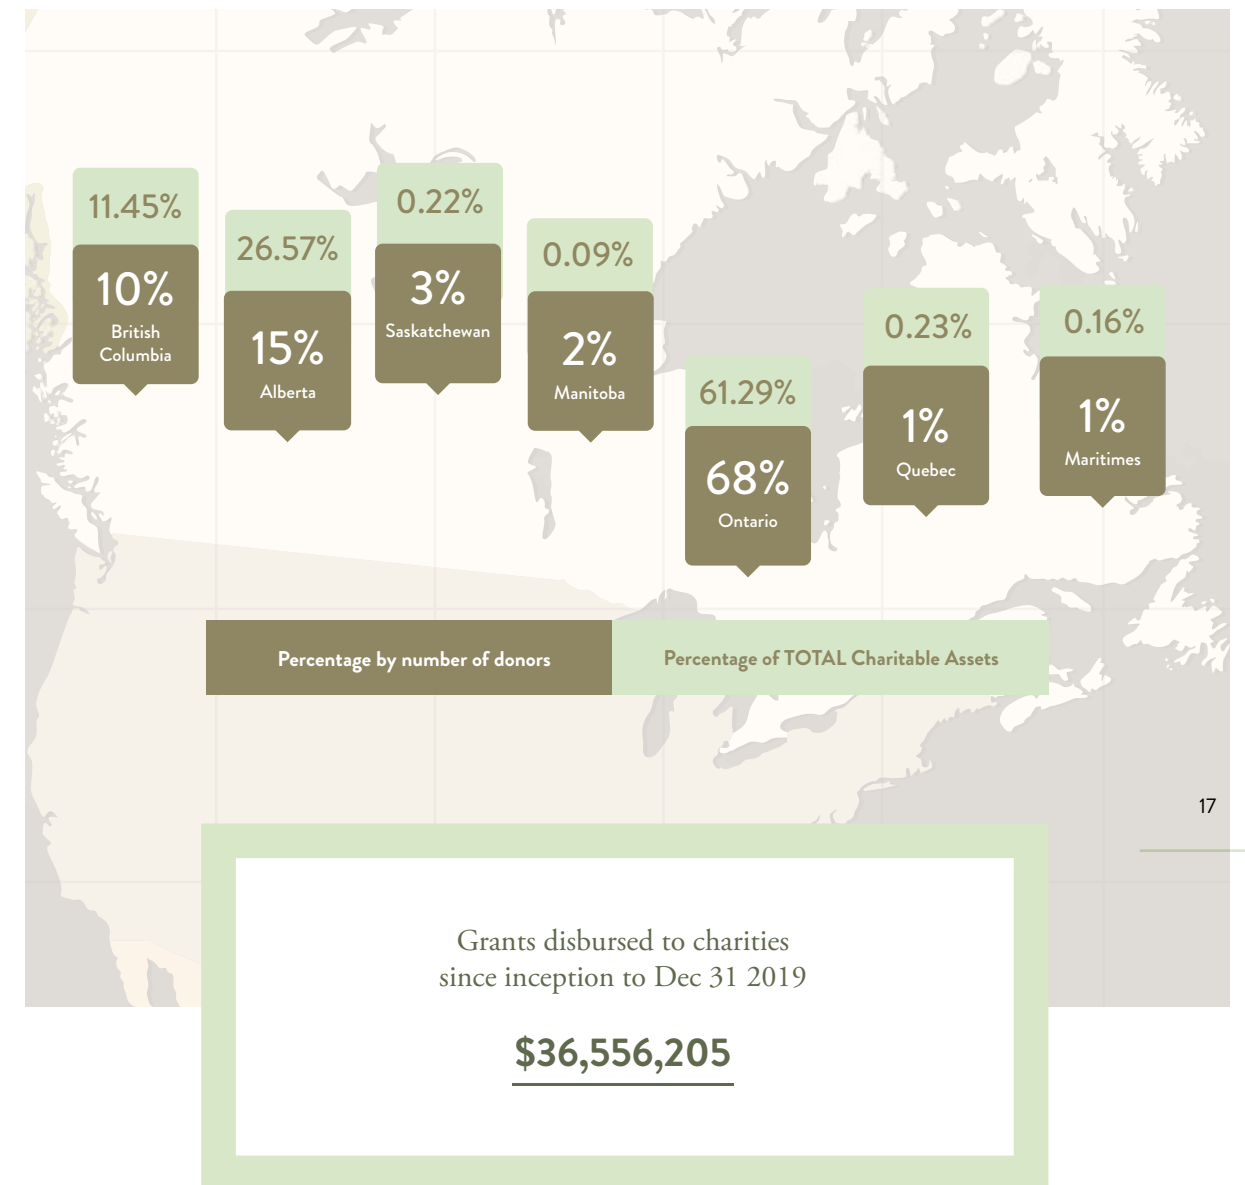 11.45%
10%
British
Columbia
26.57%
15%
Alberta
0.22%
3%
Saskatchewan
0.09%
2%
Manitoba
61.29%
68%
Ontario
0.23%
1%
Quebec
0.16%
1%
Maritimes
Percentage by number of donors
Percentage of TOTAL Charitable Assets
17
Grants disbursed to charities
since inception to Dec 31 2019
$36,556,205